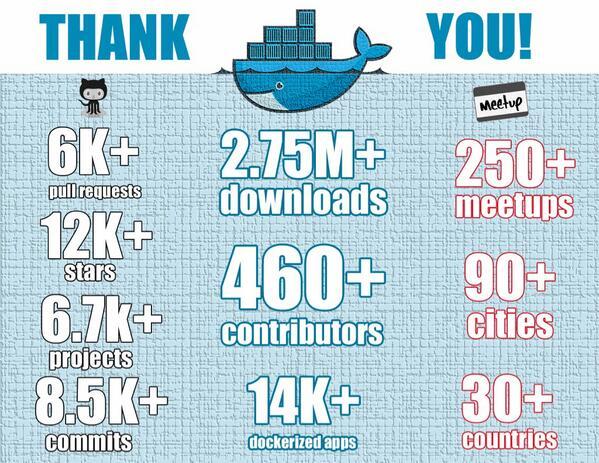 THANK YOU!
meetup
6K+
pull requests
12K+
stars
6.7k+
projects
8.5K+
commits
2.75M+
downloads
460+
contributors
14K+
dockerized apps
250+
meetups
90+
cities
30+
countries